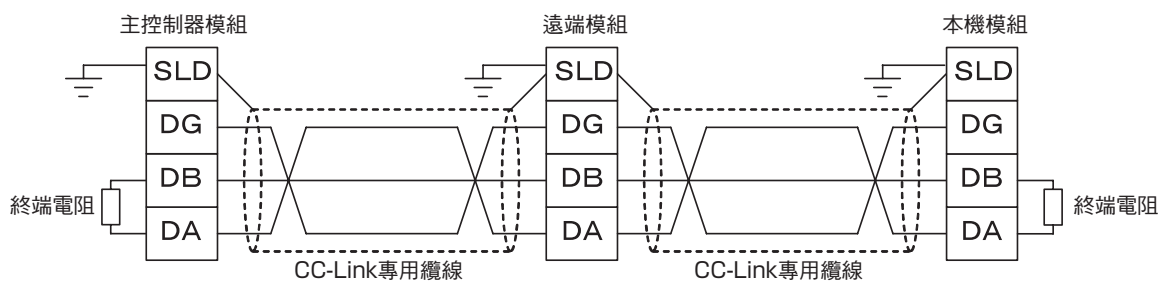 主控制器模組 遠端模組 本機模組
SLD SLD SLD
DG DG DG
DB DB DB
終端電阻 終端電阻
DA DA DA
CC-Link專用纜線 CC-Link專用纜線